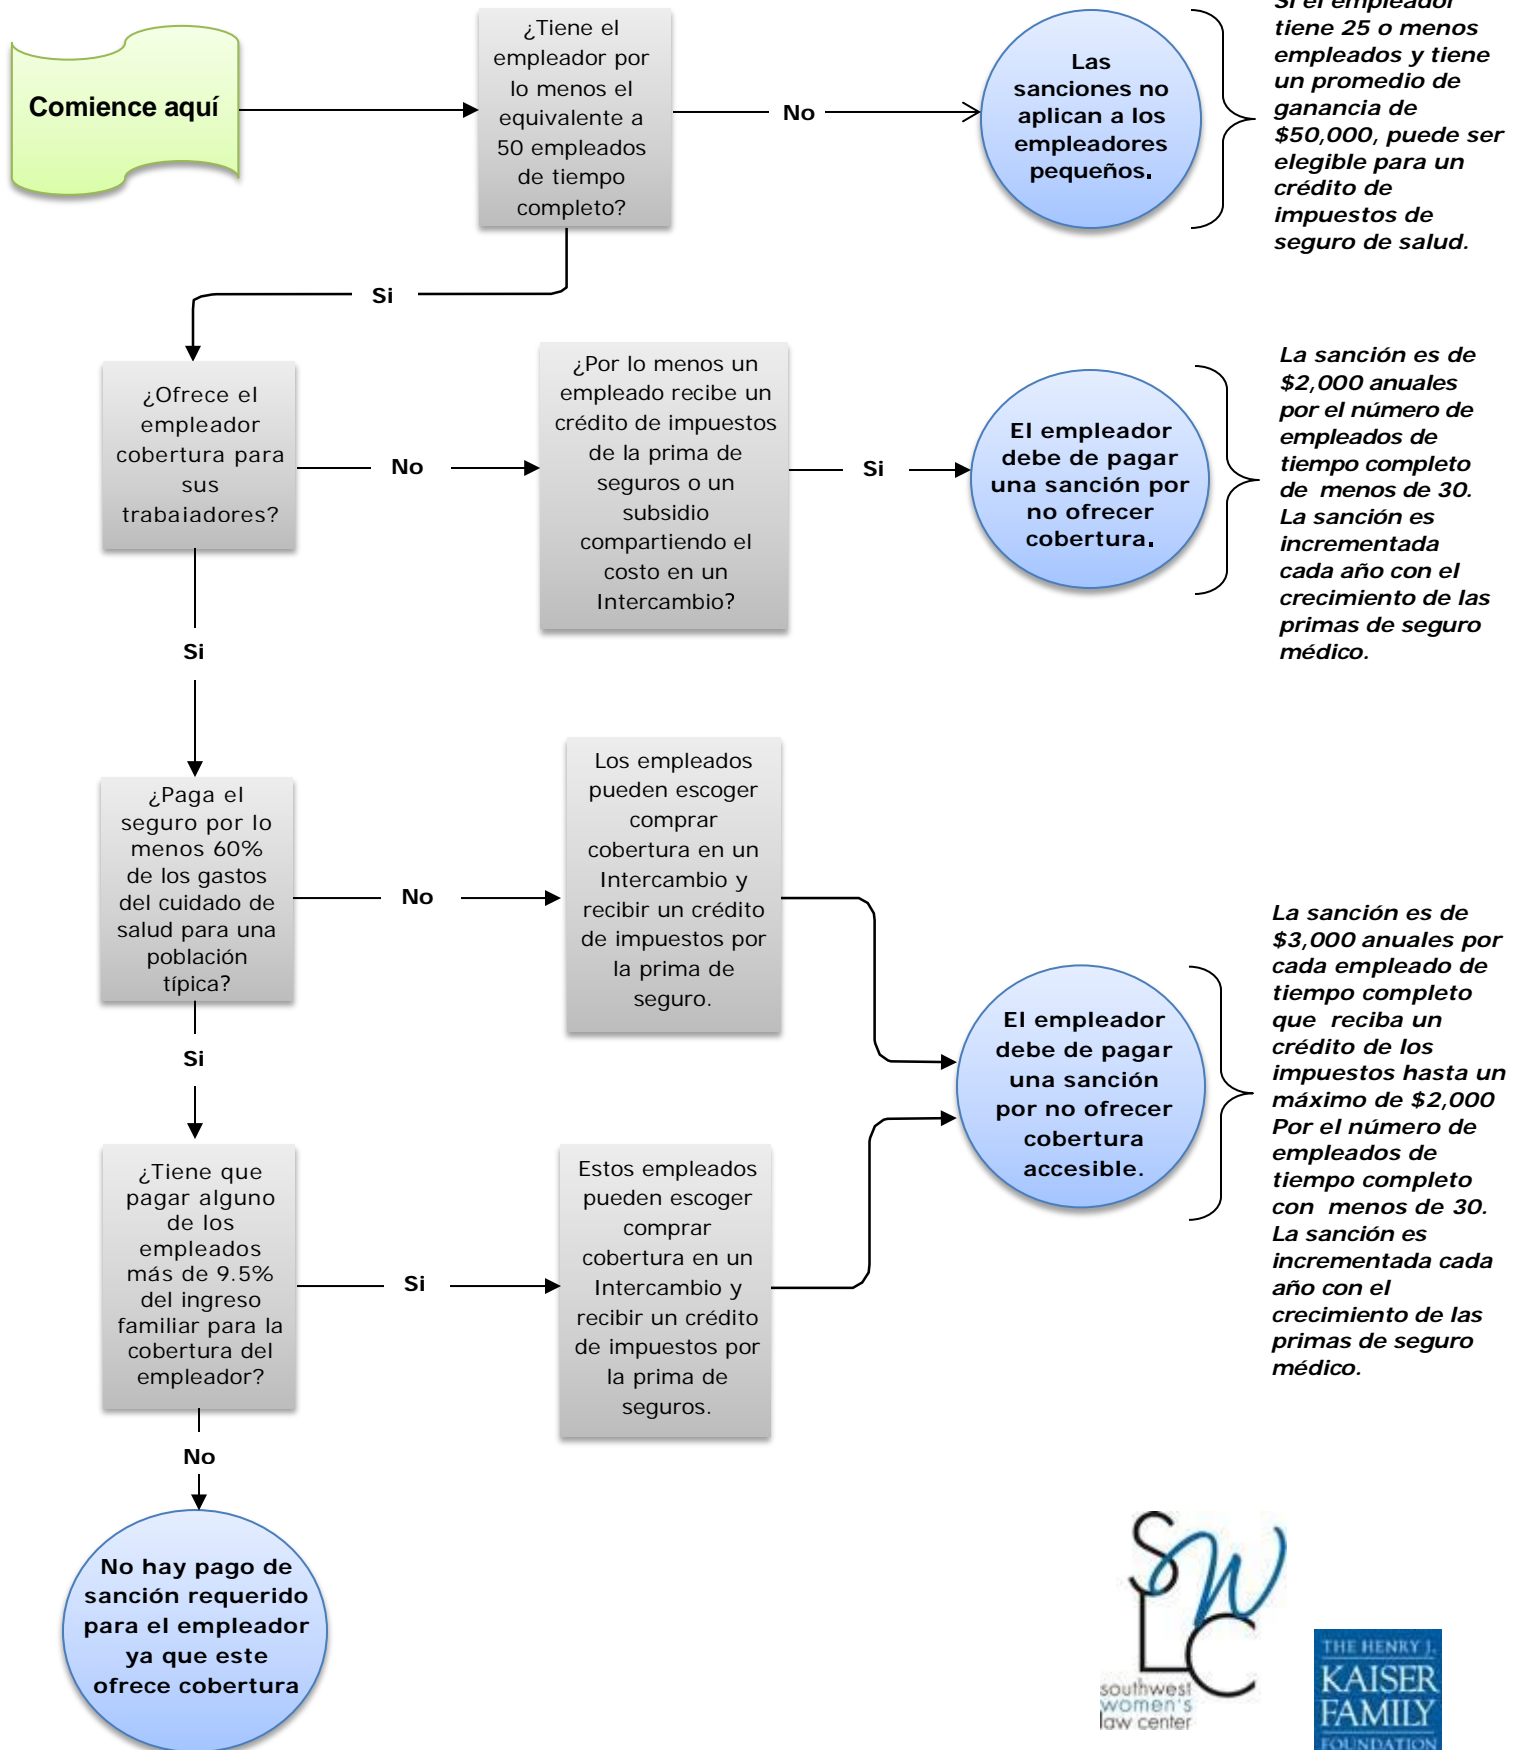 Comience aquí
¿Tiene el
empleador por
lo menos el
equivalente a
50 empleados
de tiempo
completo?
No
Las
sanciones no
aplican a los
empleadores
pequeños.
Si el empleador
tiene 25 o menos
empleados y tiene
un promedio de
ganancia de
$50,000, puede ser
elegible para un
crédito de
impuestos de
seguro de salud.
Si
¿Ofrece el
empleador
cobertura para
sus
trabaiadores?
No
¿Por lo menos un
empleado recibe un
crédito de impuestos
de la prima de
seguros o un
subsidio
compartiendo el
costo en un
Intercambio?
Si
El empleador
debe de pagar
una sanción por
no ofrecer
cobertura.
La sanción es de
$2,000 anuales
por el número de
empleados de
tiempo completo
de menos de 30.
La sanción es
incrementada
cada año con el
crecimiento de las
primas de seguro
médico.
Si
¿Paga el
seguro por lo
menos 60%
de los gastos
del cuidado de
salud para una
población
típica?
No
Los empleados
pueden escoger
comprar
cobertura en un
Intercambio y
recibir un crédito
de impuestos por
la prima de
seguro.
El empleador
debe de pagar
una sanción
por no ofrecer
cobertura
accesible.
La sanción es de
$3,000 anuales por
cada empleado de
tiempo completo
que reciba un
crédito de los
impuestos hasta un
máximo de $2,000
Por el número de
empleados de
tiempo completo
con menos de 30.
La sanción es
incrementada cada
año con el
crecimiento de las
primas de seguro
médico.
Si
¿Tiene que
pagar alguno
de los
empleados
más de 9.5%
del ingreso
familiar para la
cobertura del
empleador?
Si
Estos empleados
pueden escoger
comprar
cobertura en un
Intercambio y
recibir un crédito
de impuestos por
la prima de
seguros.
No
No hay pago de
sanción requerido
para el empleador
ya que este
ofrece cobertura
SWLC
southwest
women's
law center
THE HENRY J.
KAISER
FAMILY
FOUNDATION